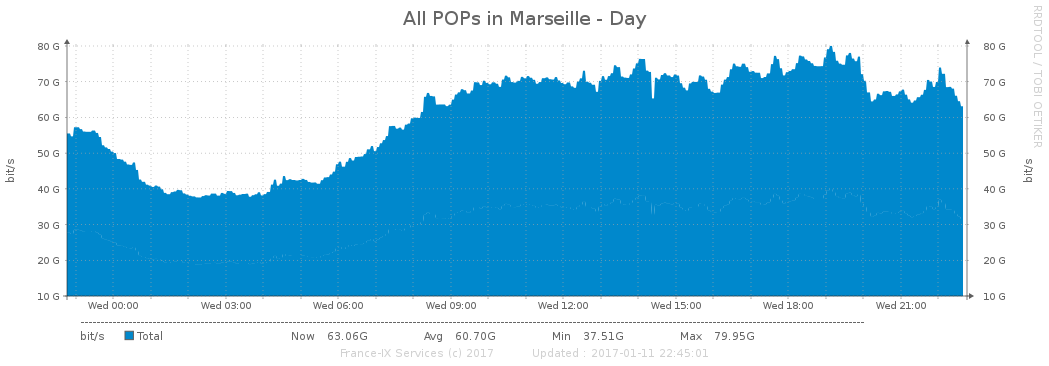 All POPs in Marseille - Day
RRDTOOL / TOBI OETIKER
80 G 80 G
70 G 70 G
60 G 60 G
50 G 50 G
40 G 40 G
30 G 30 G
20 G 20 G
10 G 10 G
bit/s
bit/s
Wed 00:00 Wed 03:00 Wed 06:00 Wed 09:00 Wed 12:00 Wed 15:00 Wed 18:00 Wed 21:00
bit/s Total Now 63.06G Avg 60.70G Min 37.51G Max 79.95G
France-IX Services (c) 2017 Updated : 2017-01-11 22:45:01